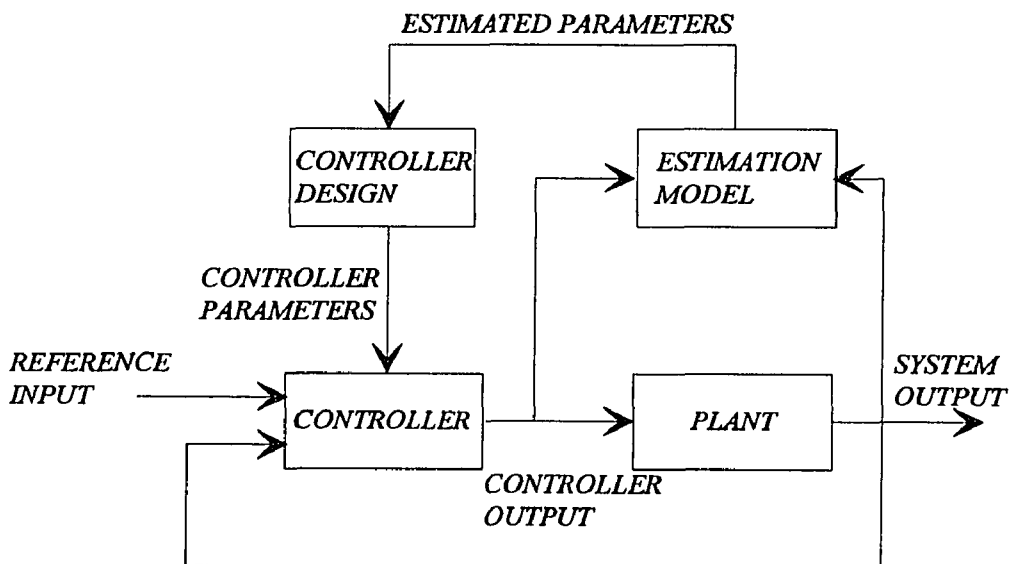 ESTIMATED PARAMETERS
CONTROLLER
DESIGN
ESTIMATION
MODEL
CONTROLLER
PARAMETERS
REFERENCE
INPUT
CONTROLLER
PLANT
SYSTEM
OUTPUT
CONTROLLER
OUTPUT